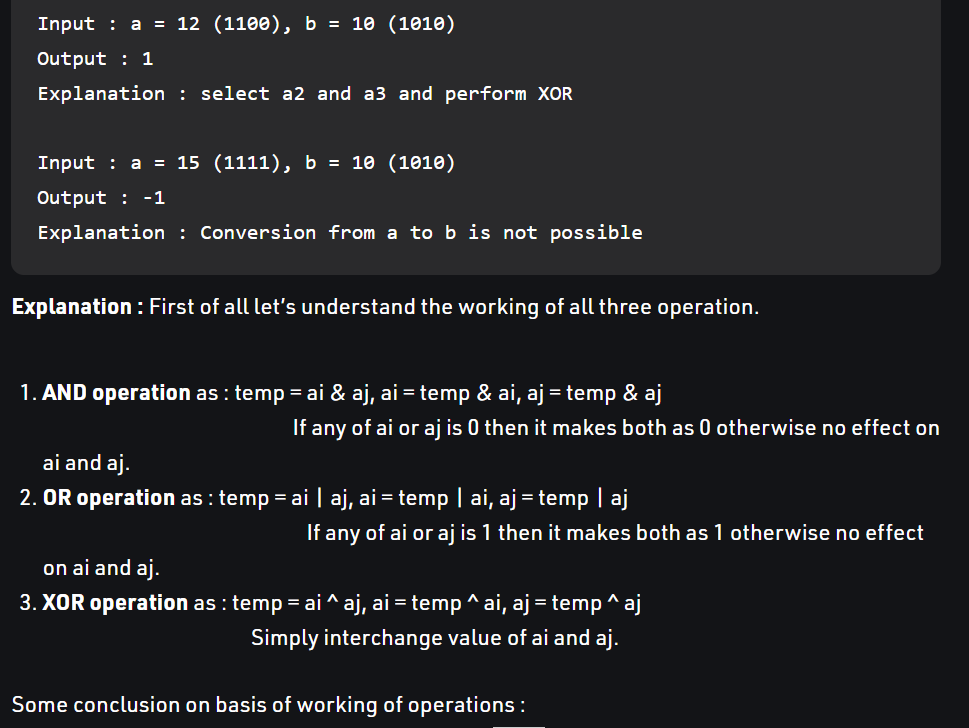 Input : a = 12 (1100), b = 10 (1010)
Output : 1
Explanation : select a2 and a3 and perform XOR
Input : a = 15 (1111), b = 10 (1010)
Output : -1
Explanation : Conversion from a to b is not possible
Explanation : First of all let's understand the working of all three operation.
1. AND operation as : temp = ai & aj, ai = temp & ai, aj = temp & aj
If any of ai or aj is 0 then it makes both as 0 otherwise no effect on
ai and aj.
2. OR operation as : temp = ai | aj, ai = temp | ai, aj = temp | aj
If any of ai or aj is 1 then it makes both as 1 otherwise no effect
on ai and aj.
3. XOR operation as : temp = ai ^ aj, ai = temp ^ ai, aj = temp ^ aj
Simply interchange value of ai and aj.
Some conclusion on basis of working of operations :